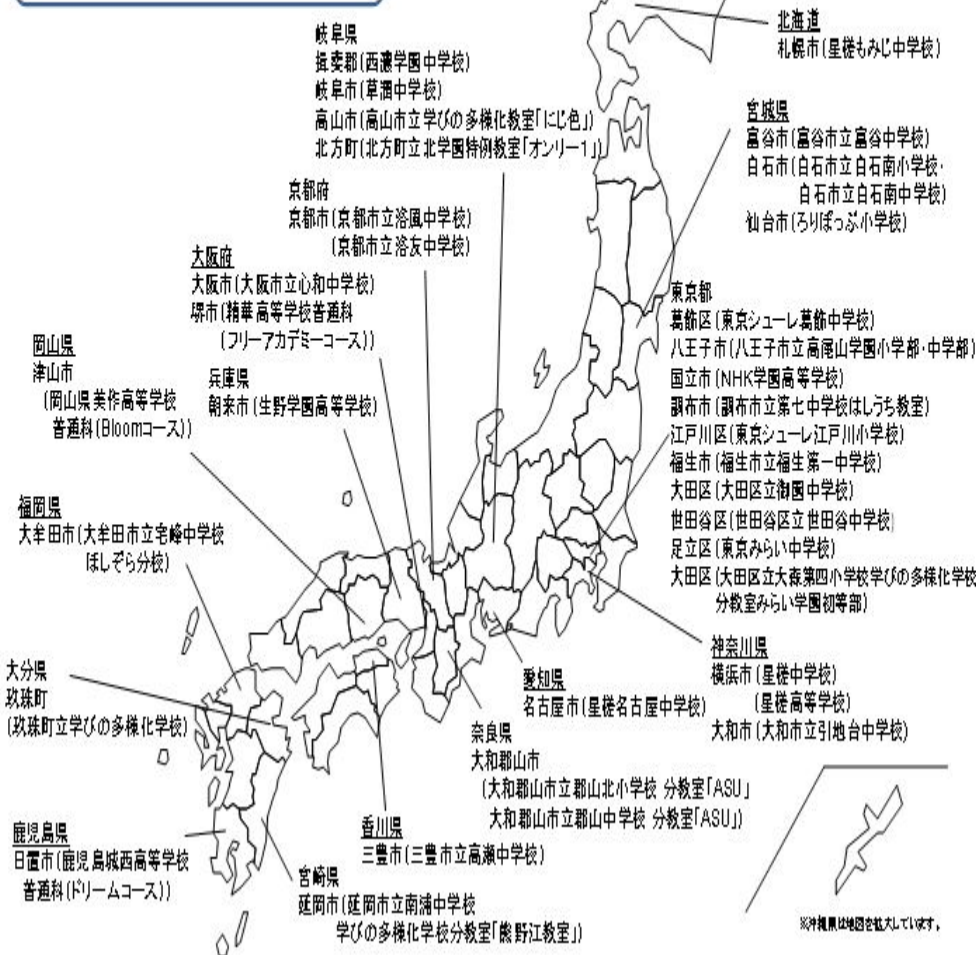 北海道
札幌市(星槎もみじ中学校)
岐阜県
揖斐郡(西濃学園中学校)
岐阜市(草潤中学校)
高山市(高山市立学びの多様化教室「にじ色」)
北方町(北方町立北学園特例教室「オンリー1」)
宮城県
富谷市(富谷市立富谷中学校)
白石市(白石市立白石南小学校・
白石市立白石南中学校)
仙台市(ろりぽっぷ小学校)
京都府
京都市(京都市立洛風中学校)
(京都市立洛友中学校)
大阪府
大阪市(大阪市立心和中学校)
堺市(精華高等学校普通科
(フリーアカデミーコース))
東京都
葛飾区(東京シューレ葛飾中学校)
八王子市(八王子市立高尾山学園小学部・中学部)
国立市(NHK学園高等学校)
調布市(調布市立第七中学校はしうち教室)
江戸川区(東京シューレ江戸川小学校)
福生市(福生市立福生第一中学校)
大田区(大田区立御園中学校)
世田谷区(世田谷区立世田谷中学校)
足立区(東京みらい中学校)
大田区(大田区立大森第四小学校学びの多様化学校
分教室みらい学園初等部)
岡山県
津山市
(岡山県美作高等学校
普通科(Bloomコース))
兵庫県
朝来市(生野学園高等学校)
福岡県
大牟田市(大牟田市立宅峰中学校
ほしぞら分校)
神奈川県
横浜市(星槎中学校)
(星槎高等学校)
大和市(大和市立引地台中学校)
大分県
玖珠町
(玖珠町立学びの多様化学校)
愛知県
名古屋市(星槎名古屋中学校)
奈良県
大和郡山市
(大和郡山市立郡山北小学校 分教室「ASU」
大和郡山市立郡山中学校 分教室「ASU」)
鹿児島県
日置市(鹿児島城西高等学校
普通科(ドリームコース))
香川県
三豊市(三豊市立高瀬中学校)
宮崎県
延岡市(延岡市立南浦中学校
学びの多様化学校分教室「熊野江教室」)
※沖縄県は地図を拡大しています。